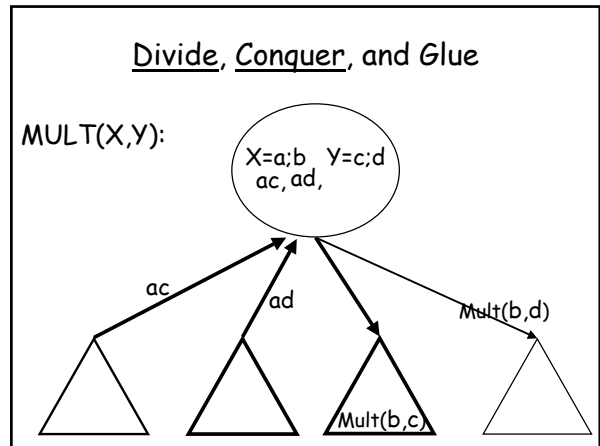 Divide, Conquer, and Glue
MULT(X,Y):
X=a;b Y=c;d
ac, ad,
ac
ad
Mult(b,d)
Mult(b,c)